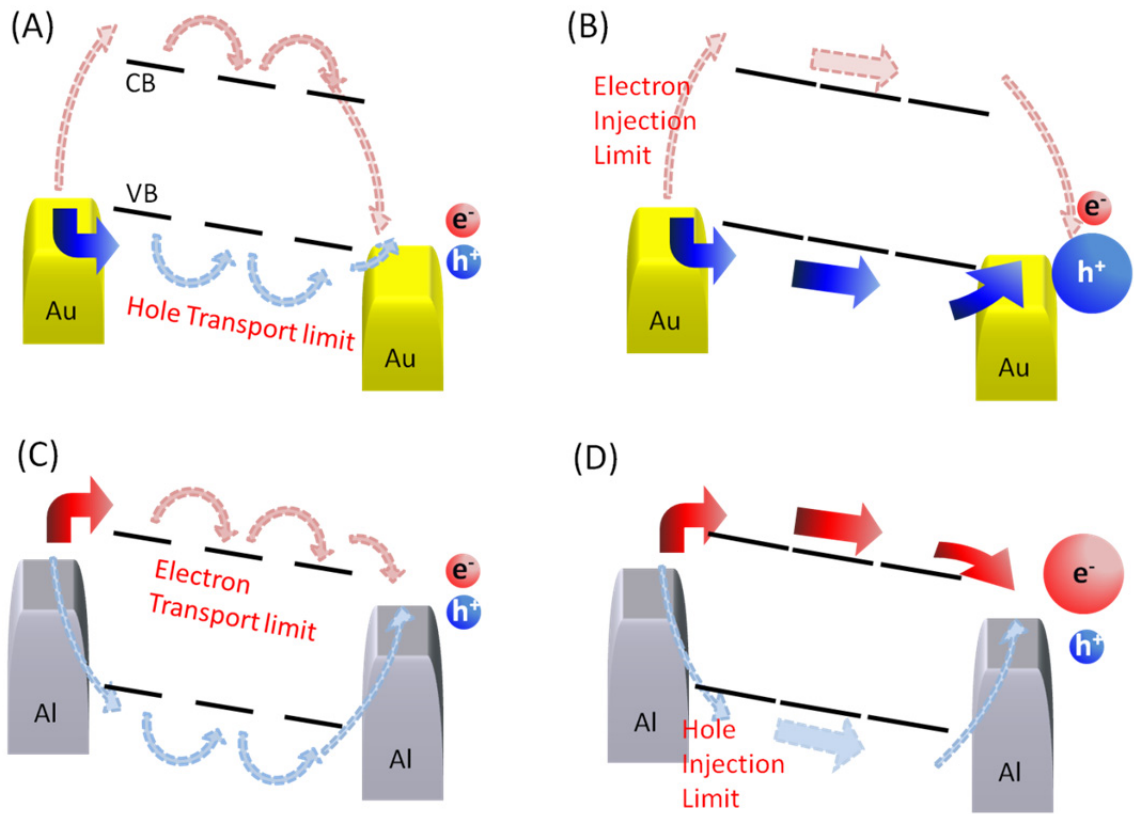 (A)
CB
VB
Au
Hole Transport limit
Au
e-
h+
(B)
Electron
Injection
Limit
Au
Au
e-
h+
(C)
Electron
Transport limit
Al
Al
e-
h+
(D)
Hole
Injection
Limit
Al
Al
e-
h+